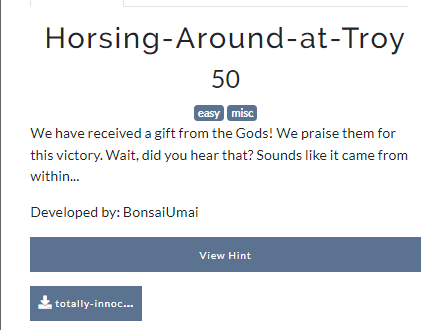 Horsing-Around-at-Troy
50
easy misc
We have received a gift from the Gods! We praise them for
this victory. Wait, did you hear that? Sounds like it came from
within...
Developed by: BonsaiUmai
View Hint
totally-innoc...